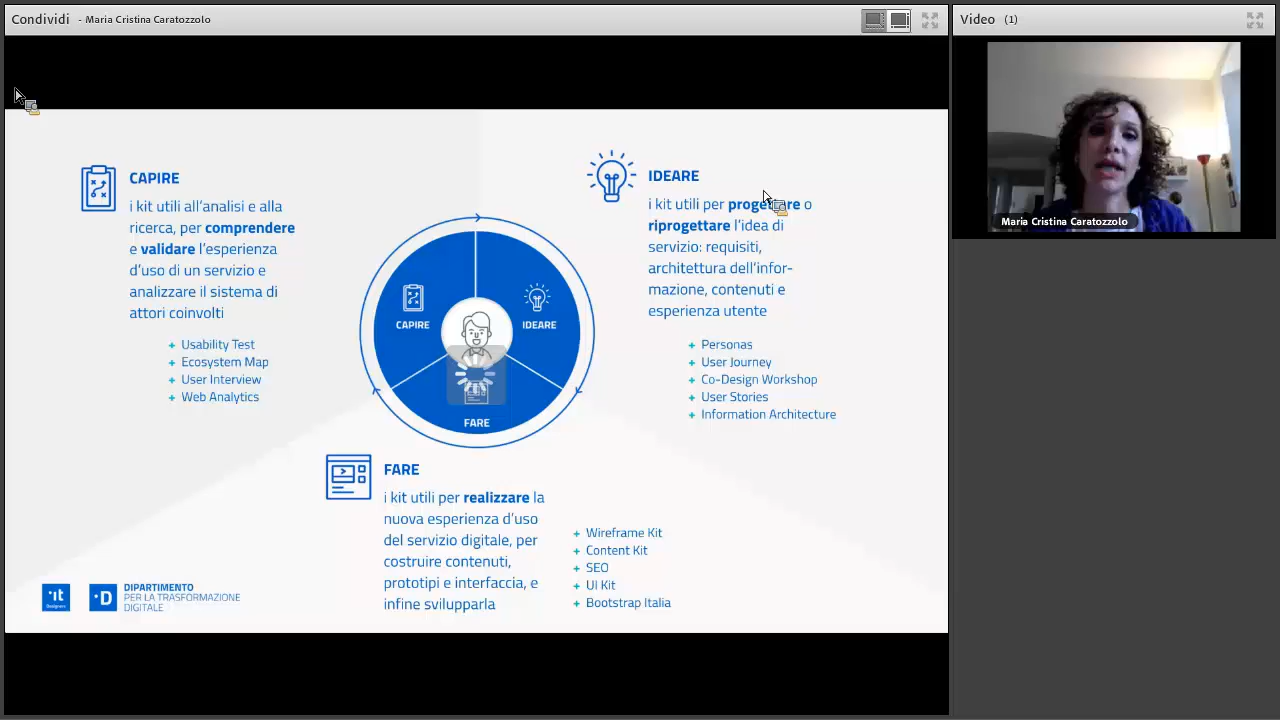 Condividi - Maria Cristina Caratozzolo
Video (1)
Maria Cristina Caratozzolo
CAPIRE
i kit utili all'analisi e alla
ricerca, per comprendere
e validare l'esperienza
d'uso di un servizio e
analizzare il sistema di
attori coinvolti
+ Usability Test
+ Ecosystem Map
+ User Interview
+ Web Analytics
IDEARE
i kit utili per progettare o
riprogettare l'idea di
servizio: requisiti,
architettura dell'infor-
mazione, contenuti e
esperienza utente
+ Personas
+ User Journey
+ Co-Design Workshop
+ User Stories
+ Information Architecture
CAPIRE
IDEARE
FARE
FARE
i kit utili per realizzare la
nuova esperienza d'uso
del servizio digitale, per
costruire contenuti,
prototipi e interfaccia, e
infine svilupparla
+ Wireframe Kit
+ Content Kit
+ SEO
+ UI Kit
+ Bootstrap Italia
.it
Designers
.D
DIPARTIMENTO
PER LA TRASFORMAZIONE
DIGITALE